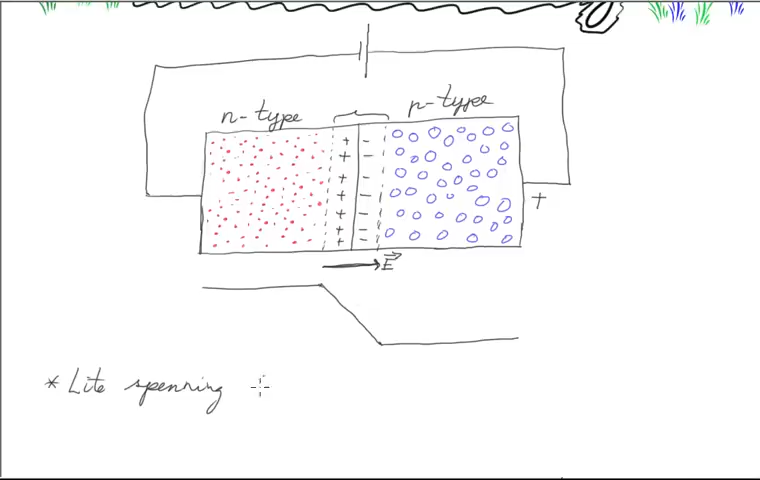 n-type p-type
+ -
+ -
+ -
+ -
+ -
+ -
+ -
+
E
* Lite spenning